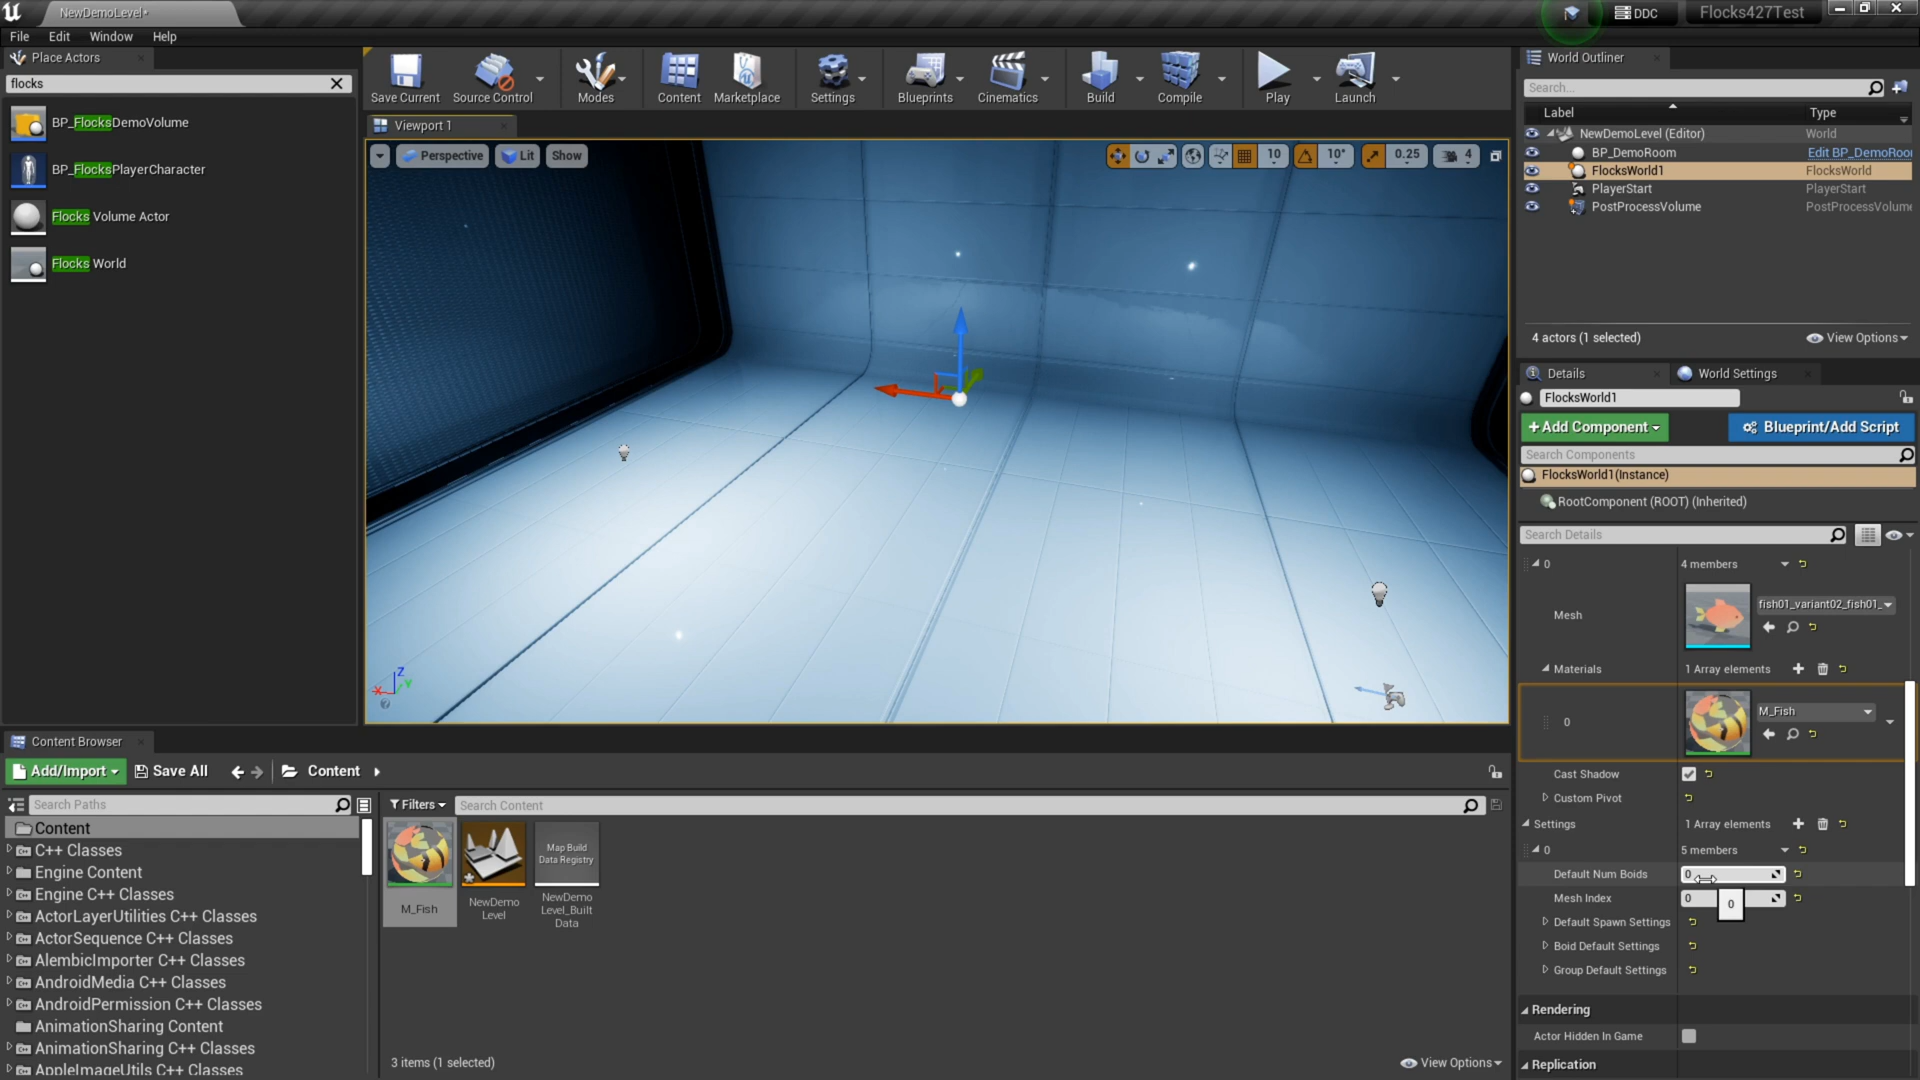 NewDemoLevel*
DDC
Flocks427Test
File Edit Window Help
Place Actors
flocks
BP_FlocksDemoVolume
BP_FlocksPlayerCharacter
Flocks Volume Actor
Flocks World
Save Current
Source Control
Modes
Content
Marketplace
Settings
Blueprints
Cinematics
Build
Compile
Play
Launch
Viewport 1
Perspective
Lit
Show
10
10°
0.25
4
X
Z
Y
World Outliner
Search...
Label
Type
NewDemoLevel (Editor)
World
BP_DemoRoom
Edit BP_DemoRoo
FlocksWorld1
FlocksWorld
PlayerStart
PlayerStart
PostProcessVolume
PostProcessVolume
4 actors (1 selected)
View Options
Details
World Settings
FlocksWorld1
+Add Component
Blueprint/Add Script
Search Components
FlocksWorld1(Instance)
RootComponent (ROOT) (Inherited)
Search Details
0
4 members
Mesh
fish01_variant02_fish01_
Materials
1 Array elements
0
M_Fish
Cast Shadow
Custom Pivot
Settings
1 Array elements
0
5 members
Default Num Boids
0
Mesh Index
0
0
Default Spawn Settings
Boid Default Settings
Group Default Settings
Rendering
Actor Hidden In Game
Replication
Content Browser
Add/Import
Save All
Content
Search Paths
Filters
Search Content
Content
C++ Classes
Engine Content
Engine C++ Classes
ActorLayerUtilities C++ Classes
ActorSequence C++ Classes
AlembicImporter C++ Classes
AndroidMedia C++ Classes
AndroidPermission C++ Classes
AnimationSharing Content
AnimationSharing C++ Classes
AppleImageUtils C++ Classes
M_Fish
NewDemo
Level
Map Build
Data Registry
NewDemo
Level_Built
Data
3 items (1 selected)
View Options